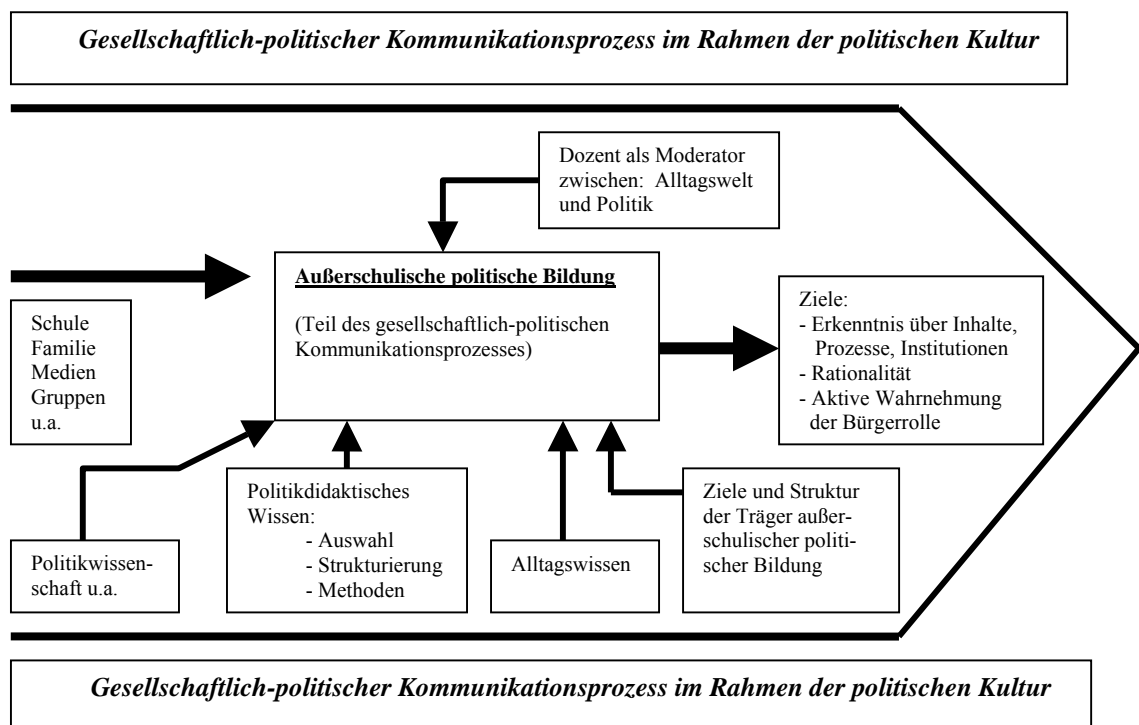 Gesellschaftlich-politischer Kommunikationsprozess im Rahmen der politischen Kultur
Dozent als Moderator
zwischen: Alltagswelt
und Politik
Außerschulische politische Bildung
(Teil des gesellschaftlich-politischen
Kommunikationsprozesses)
Schule
Familie
Medien
Gruppen
u.a.
Ziele:
- Erkenntnis über Inhalte,
Prozesse, Institutionen
- Rationalität
- Aktive Wahrnehmung
der Bürgerrolle
Politikwissen-
schaft u.a.
Politikdidaktisches
Wissen:
- Auswahl
- Strukturierung
- Methoden
Alltagswissen
Ziele und Struktur
der Träger außer-
schulischer politi-
scher Bildung
Gesellschaftlich-politischer Kommunikationsprozess im Rahmen der politischen Kultur